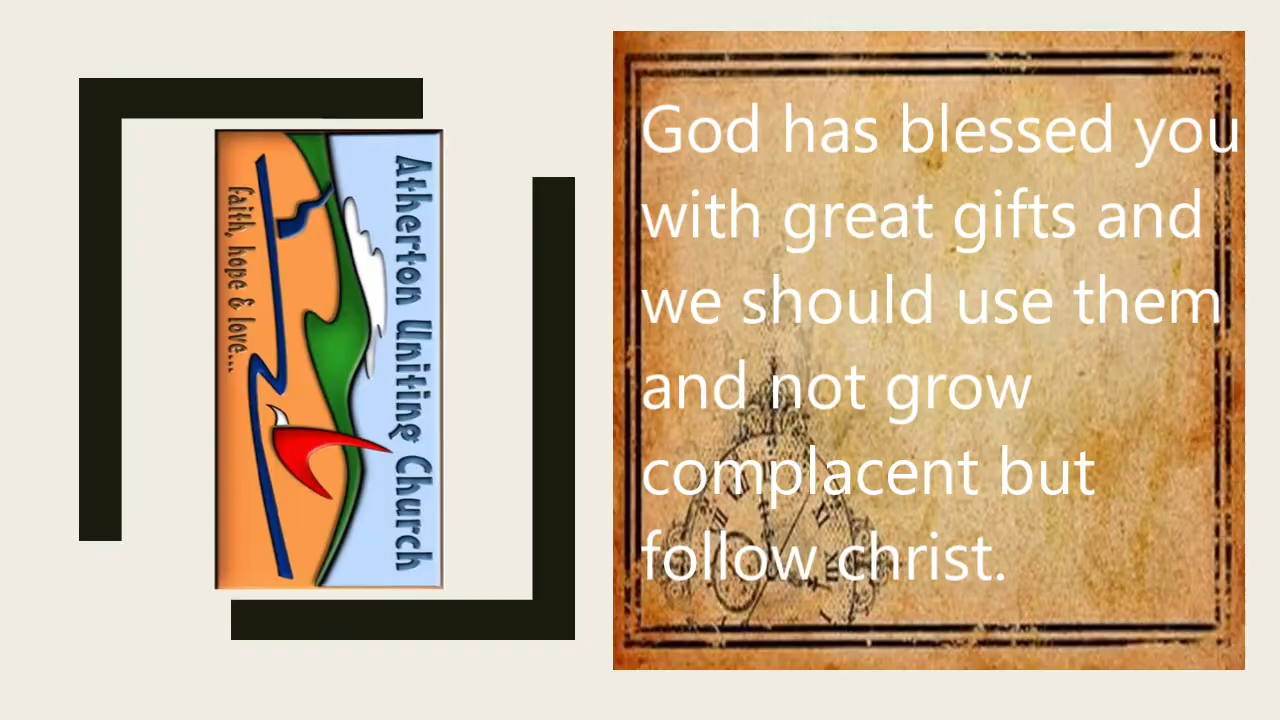 Atherton Uniting Church
faith, hope & love...
God has blessed you
with great gifts and
we should use them
and not grow
complacent but
follow christ.